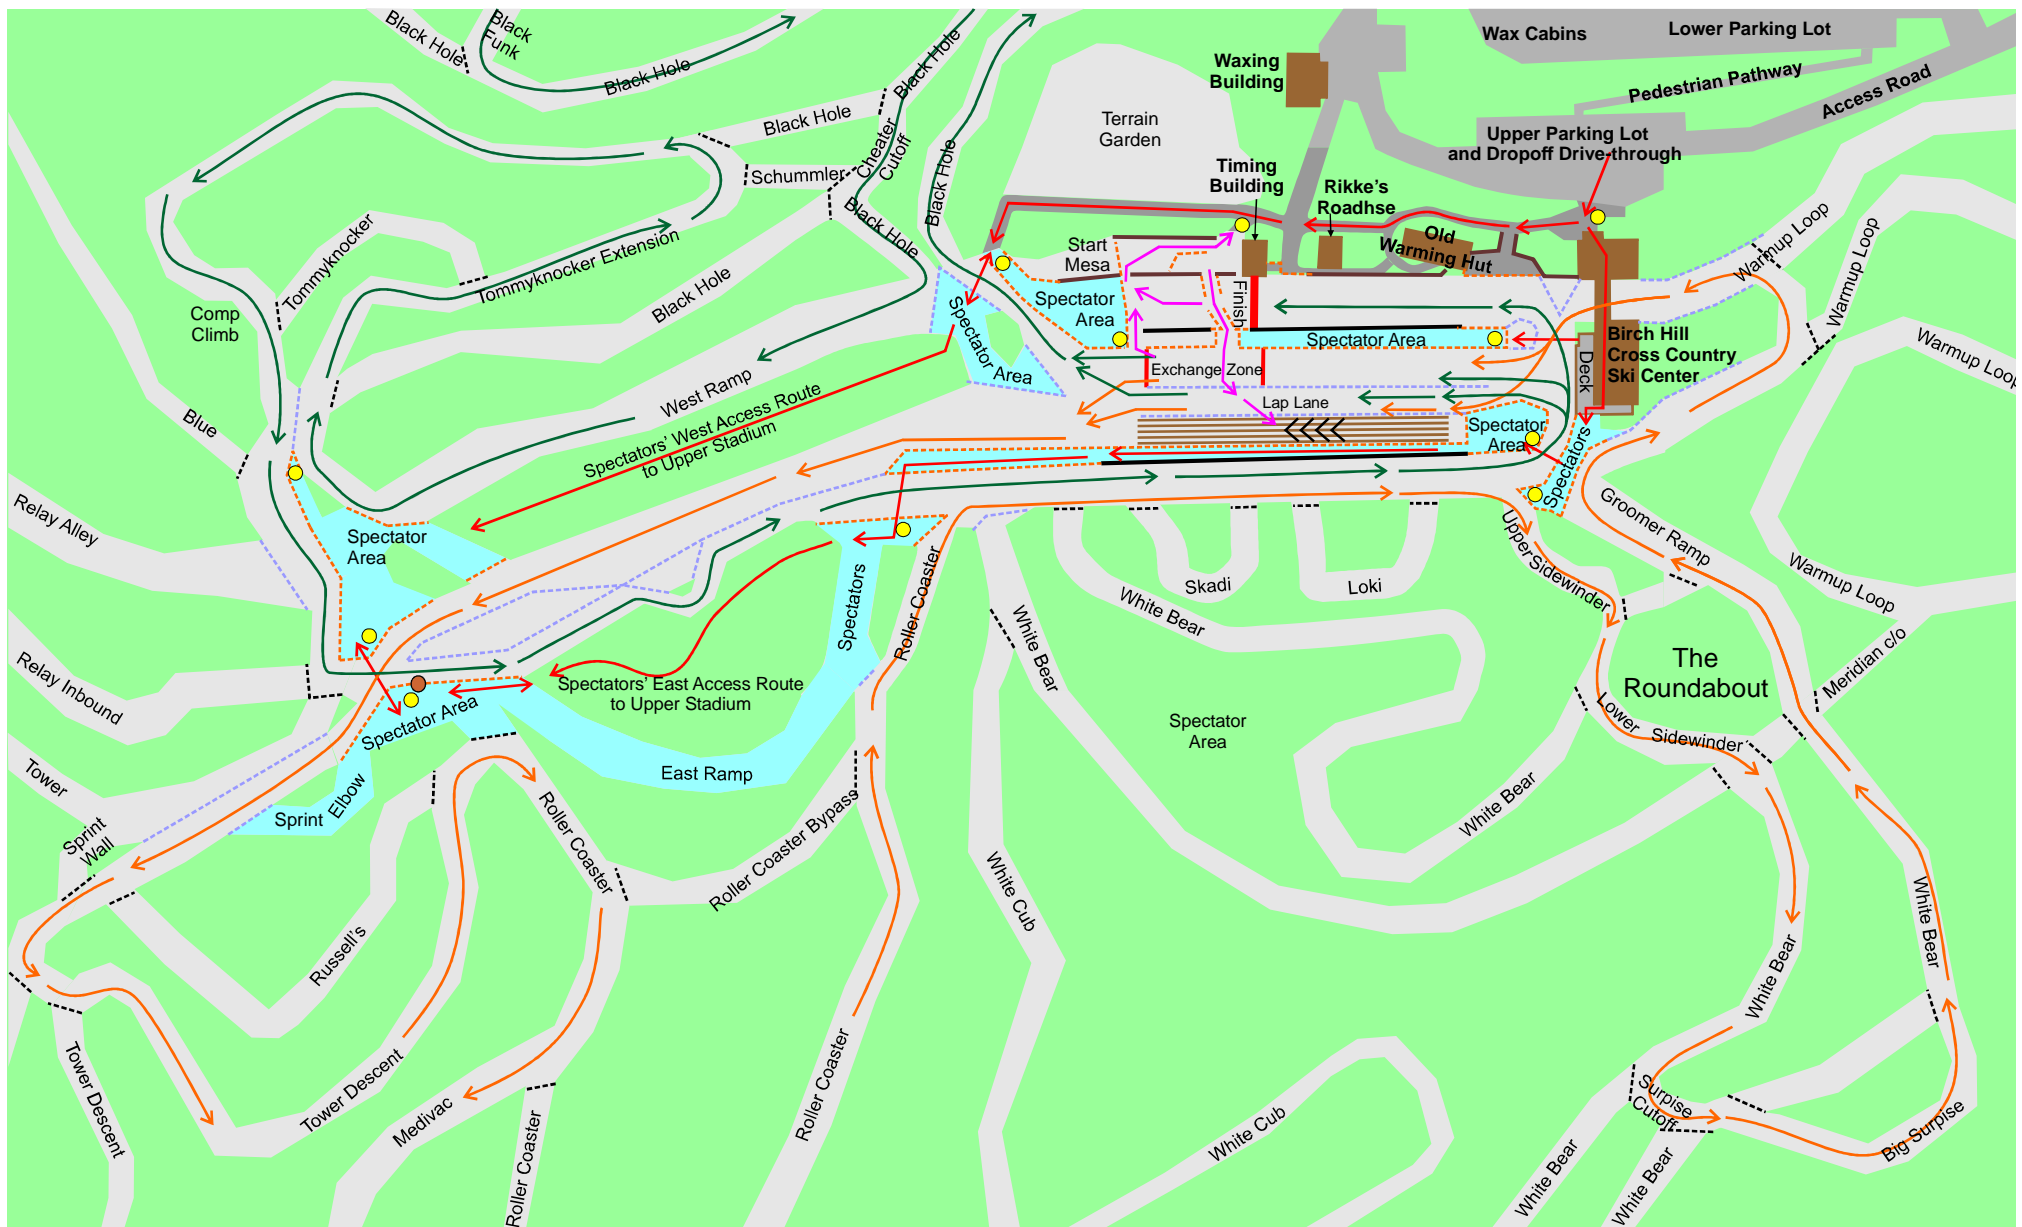 Black Hole
Black
Funk
Black Hole
Black Hole
Black Hole
Cheater
Cutoff
Schummler
Black Hole
Black Hole
Terrain
Garden
Waxing
Building
Wax Cabins
Lower Parking Lot
Pedestrian Pathway
Access Road
Upper Parking Lot
and Dropoff Drive-through
Timing
Building
Rikke's
Roadhse
Old
Warming Hut
Start
Mesa
Finish
Spectator
Area
Spectator
Area
Spectator Area
Exchange Zone
Lap Lane
Spectator
Area
Deck
Birch Hill
Cross Country
Ski Center
Spectators
Warmup Loop
Warmup Loop
Warmup Loop
Warmup Loop
Tommyknocker
Tommyknocker Extension
Black Hole
Comp
Climb
Blue
West Ramp
Spectators' West Access Route
to Upper Stadium
Relay Alley
Spectator
Area
Relay Inbound
Spectator Area
Spectators' East Access Route
to Upper Stadium
Spectators
East Ramp
Roller Coaster
Groomer Ramp
Upper Sidewinder
Skadi
Loki
White Bear
White Bear
The
Roundabout
Meridian c/o
Lower Sidewinder
Spectator
Area
Tower
Sprint
Wall
Sprint Elbow
Roller Coaster
Roller Coaster Bypass
White Bear
White Cub
Russell's
White Bear
White Bear
Tower Descent
Tower Descent
Medivac
Roller Coaster
Roller Coaster
White Cub
Surpise
Cutoff
Big Surpise
White Bear
White Bear